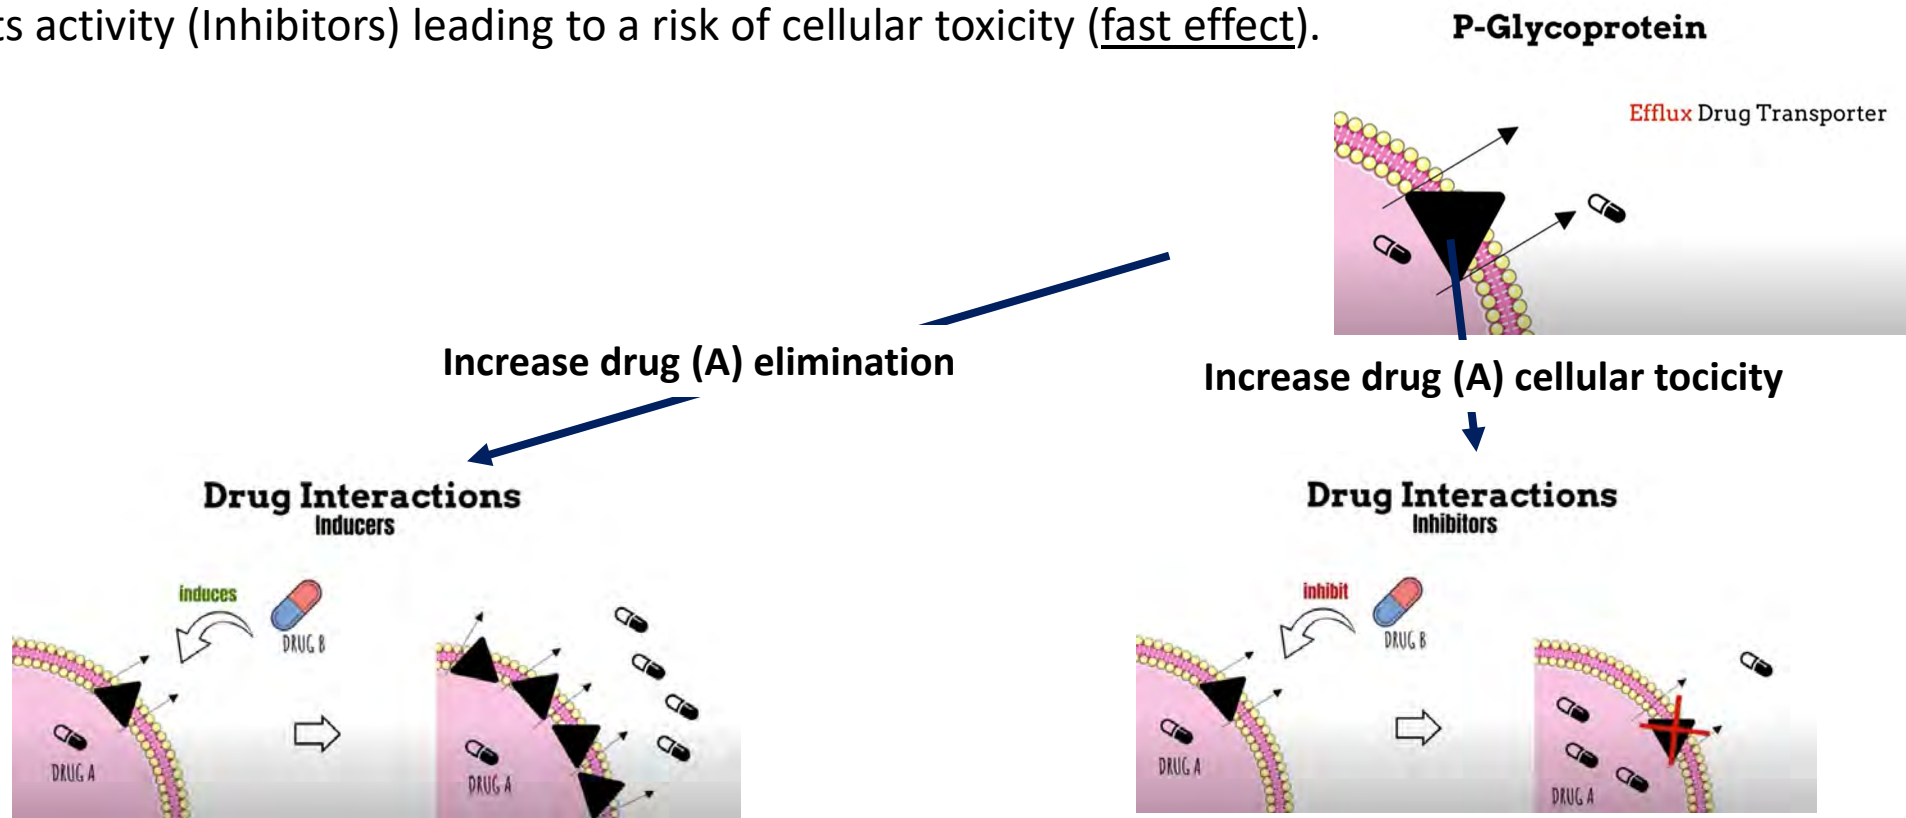 ts activity (Inhibitors) leading to a risk of cellular toxicity (fast effect).
P-Glycoprotein
Efflux Drug Transporter
Increase drug (A) elimination
Increase drug (A) cellular tocicity
Drug Interactions
Inducers
induces
DRUG B
DRUG A
DRUG A
Drug Interactions
Inhibitors
inhibit
DRUG B
DRUG A
DRUG A